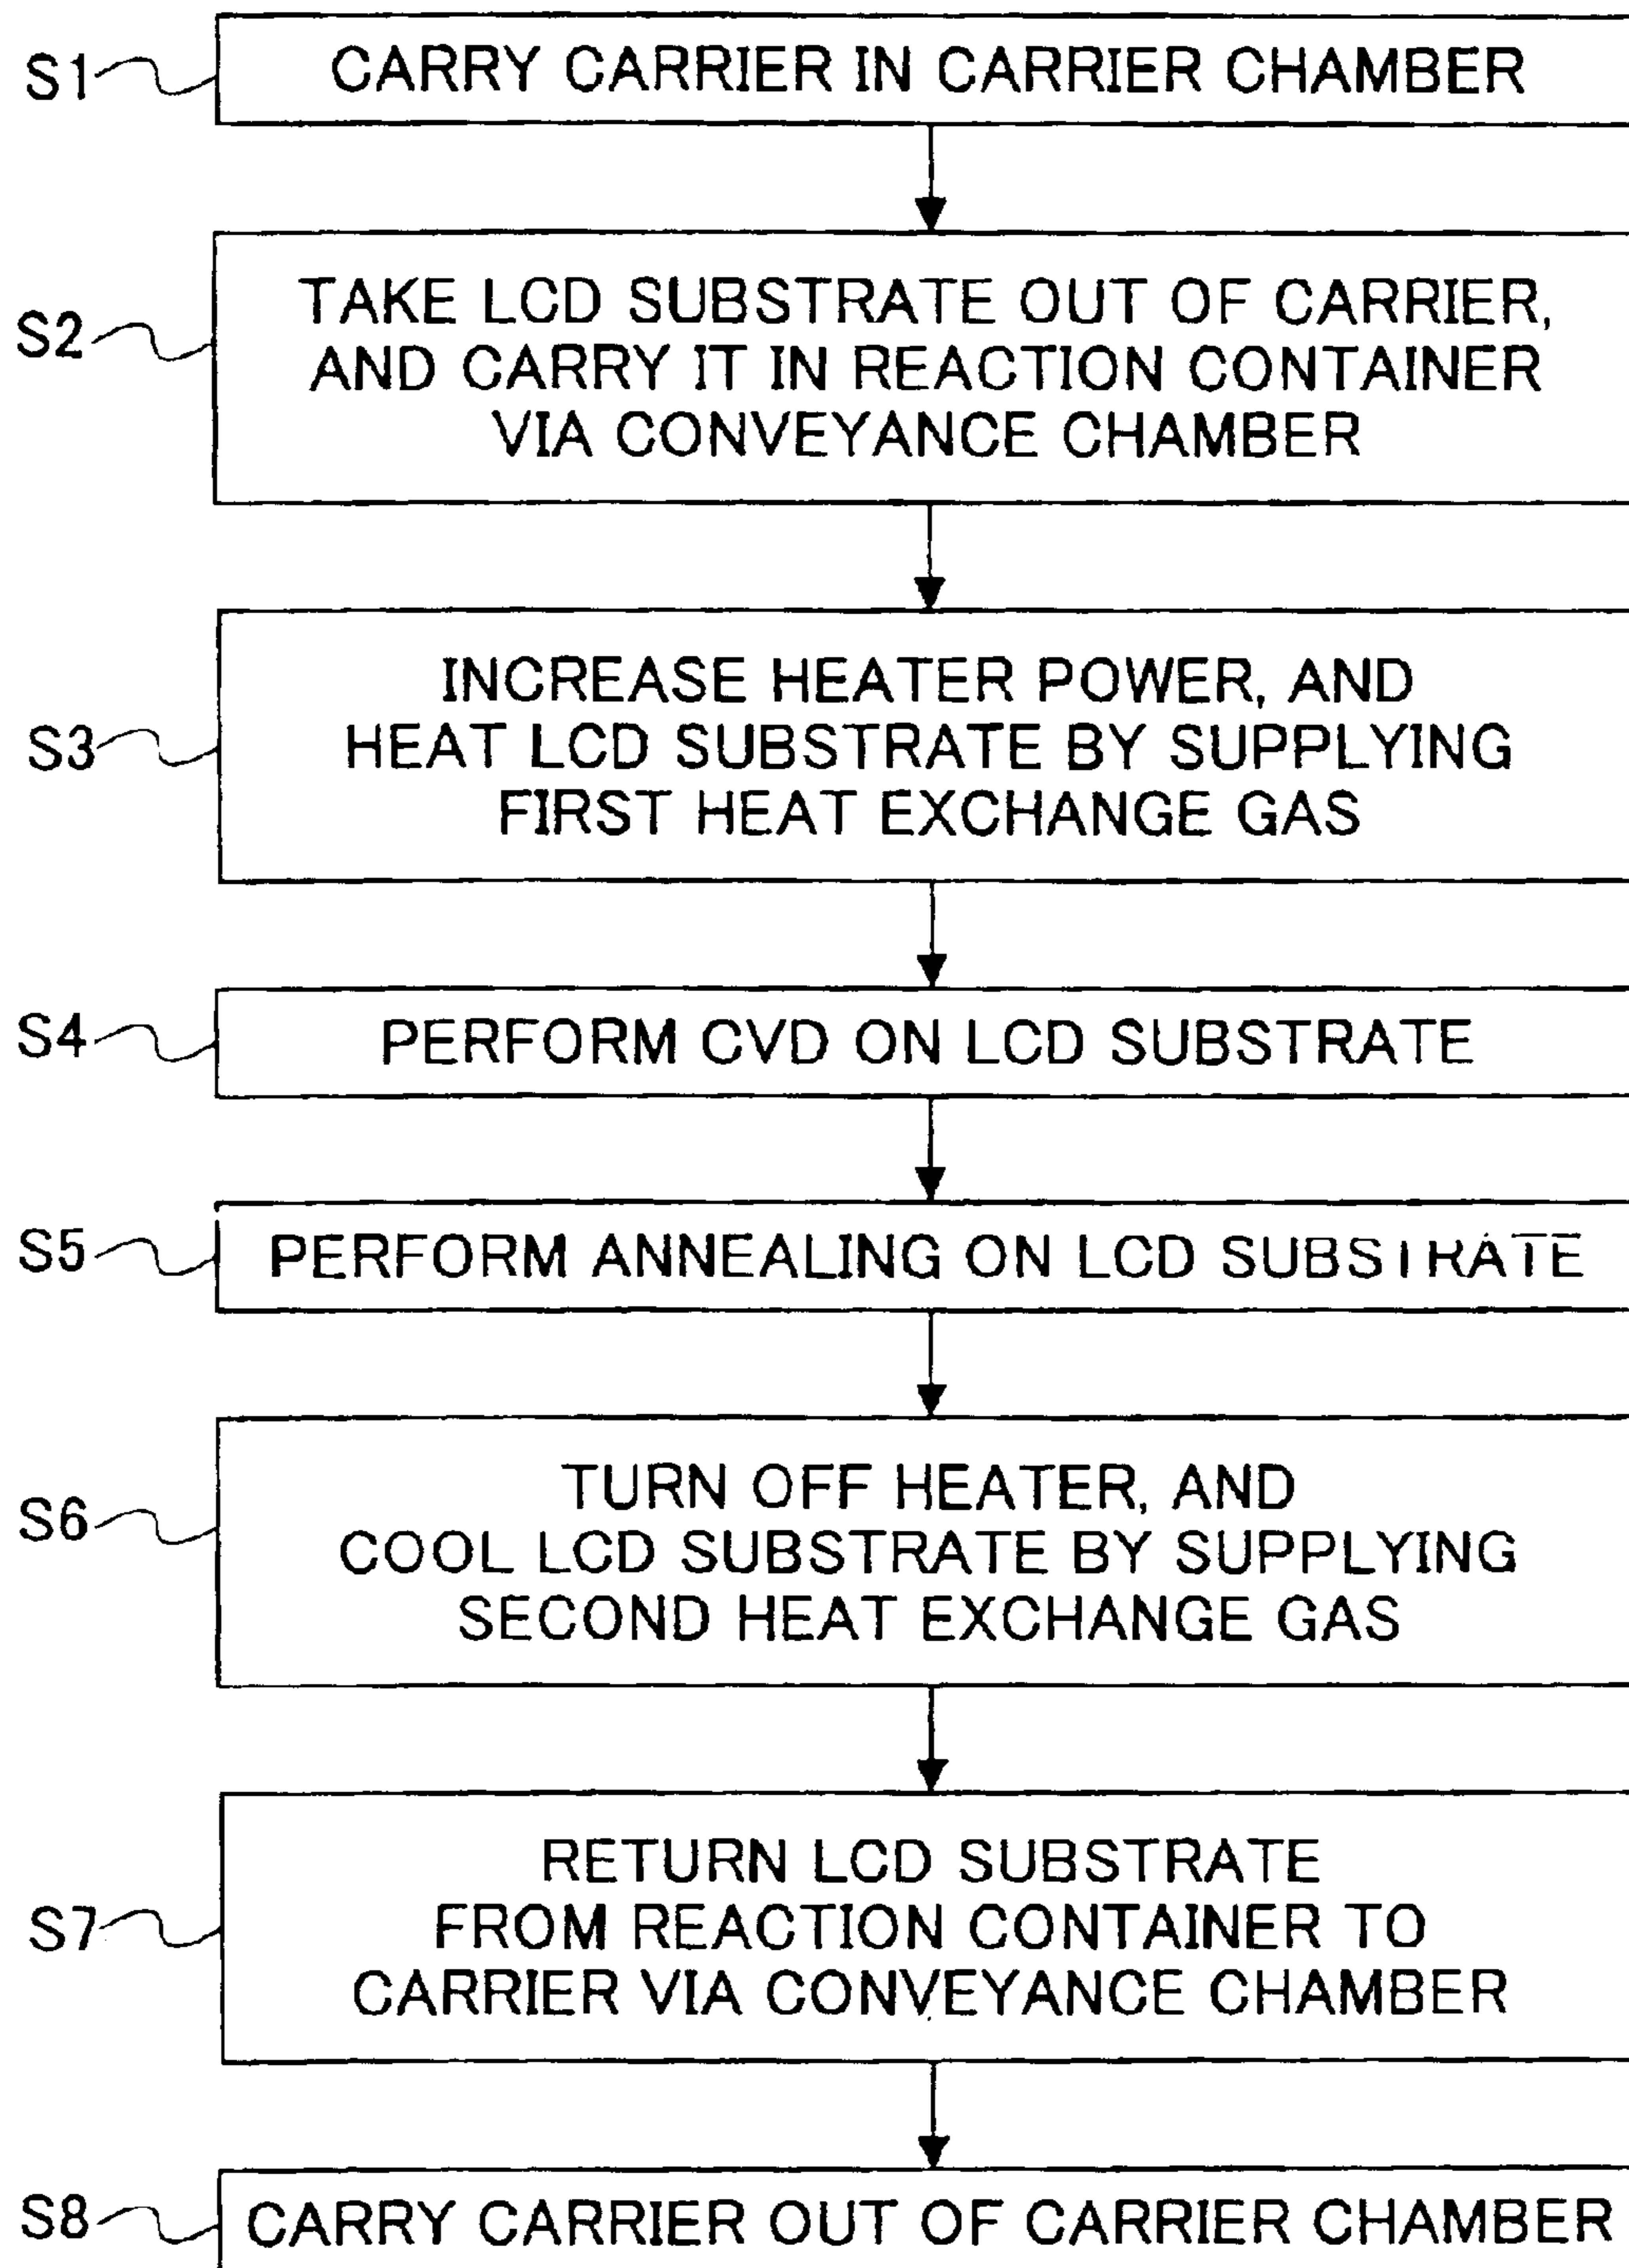 S1 CARRY CARRIER IN CARRIER CHAMBER
S2 TAKE LCD SUBSTRATE OUT OF CARRIER,
AND CARRY IT IN REACTION CONTAINER
VIA CONVEYANCE CHAMBER
S3 INCREASE HEATER POWER, AND
HEAT LCD SUBSTRATE BY SUPPLYING
FIRST HEAT EXCHANGE GAS
S4 PERFORM CVD ON LCD SUBSTRATE
S5 PERFORM ANNEALING ON LCD SUBSTRATE
S6 TURN OFF HEATER, AND
COOL LCD SUBSTRATE BY SUPPLYING
SECOND HEAT EXCHANGE GAS
S7 RETURN LCD SUBSTRATE
FROM REACTION CONTAINER TO
CARRIER VIA CONVEYANCE CHAMBER
S8 CARRY CARRIER OUT OF CARRIER CHAMBER